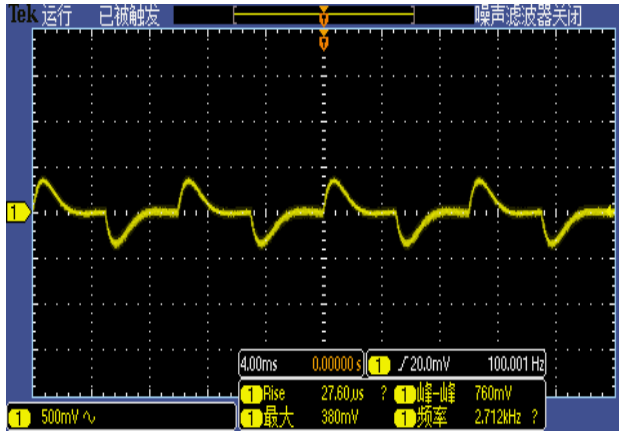 Tek 运行 已被触发 噪声滤波器关闭
T
1
4.00ms 0.00000 s 1 ∫ 20.0mV 100.001 Hz
1 Rise 27.60µs ? 1 峰-峰 760mV
1 500mV ∿ 1 最大 380mV 1 频率 2.712kHz ?